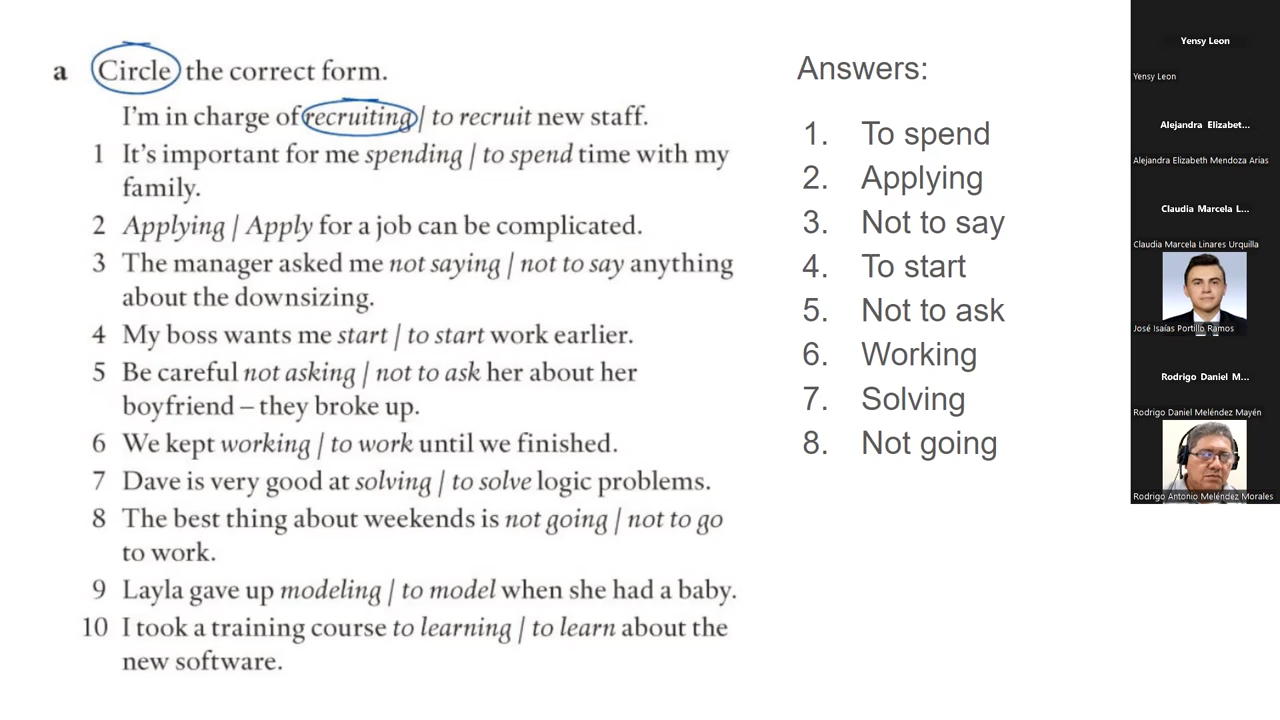 a Circle the correct form.
I'm in charge of recruiting | to recruit new staff.
1 It's important for me spending | to spend time with my
family.
2 Applying | Apply for a job can be complicated.
3 The manager asked me not saying | not to say anything
about the downsizing.
4 My boss wants me start | to start work earlier.
5 Be careful not asking | not to ask her about her
boyfriend – they broke up.
6 We kept working | to work until we finished.
7 Dave is very good at solving | to solve logic problems.
8 The best thing about weekends is not going | not to go
to work.
9 Layla gave up modeling | to model when she had a baby.
10 I took a training course to learning | to learn about the
new software.
Answers:
1. To spend
2. Applying
3. Not to say
4. To start
5. Not to ask
6. Working
7. Solving
8. Not going
Yensy Leon
Yensy Leon
Alejandra Elizabet...
Alejandra Elizabeth Mendoza Arias
Claudia Marcela L...
Claudia Marcela Linares Urquilla
José Isaías Portillo Ramos
Rodrigo Daniel M...
Rodrigo Daniel Meléndez Mayén
Rodrigo Antonio Meléndez Morales